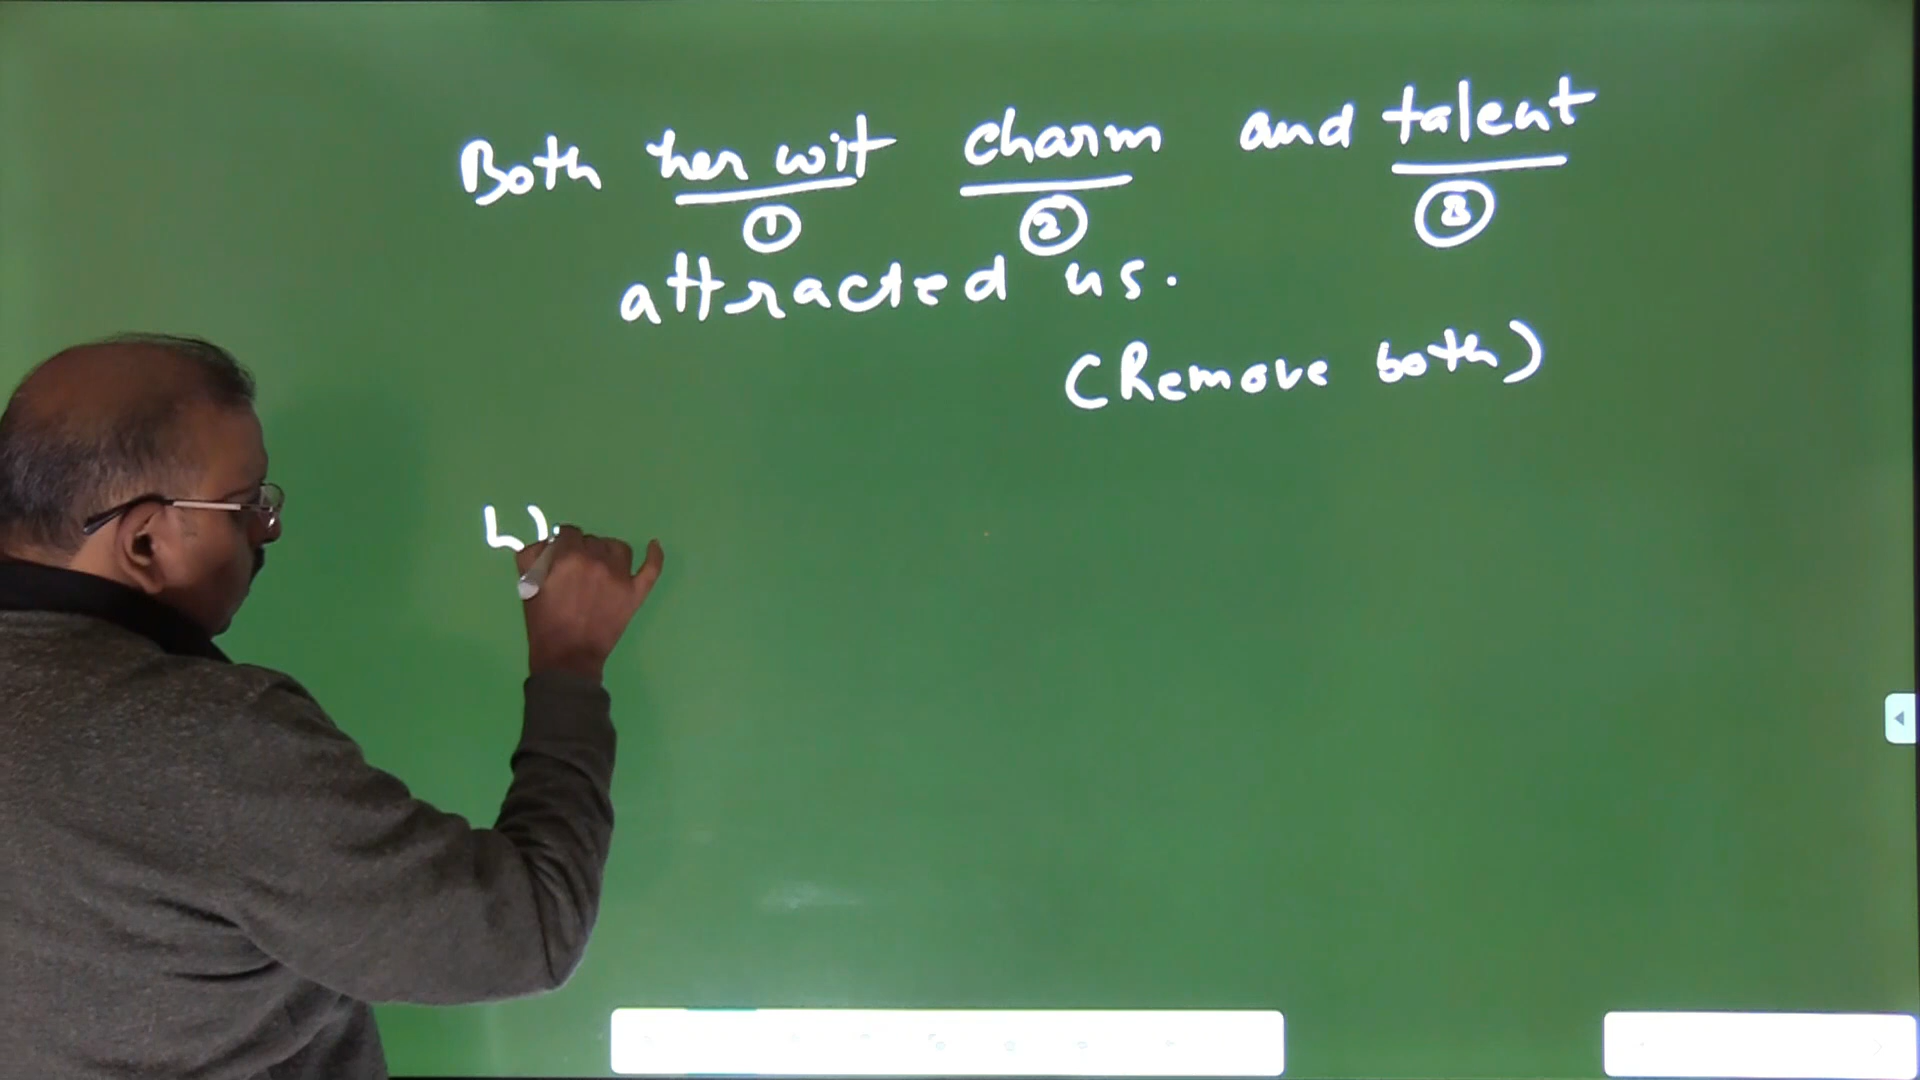 Both her wit charm and talent
① ② ③
attracted us.
(Remove both)